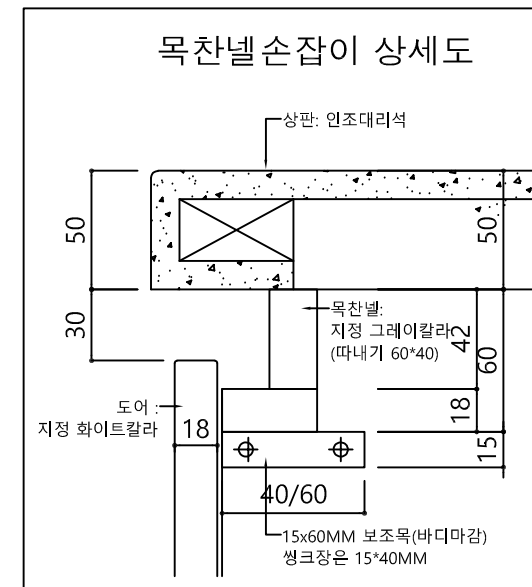 목찬넬손잡이 상세도
상판: 인조대리석
50
50
30
목찬넬:
지정 그레이칼라
(따내기 60*40)
42
60
도어 :
지정 화이트칼라
18
18
15
40/60
15x60MM 보조목(바디마감)
씽크장은 15*40MM